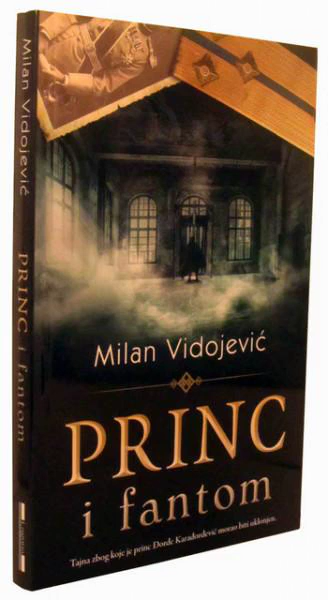 Milan Vidojević
PRINC i fantom
Milan Vidojević
PRINC
i fantom
Tajna zbog koje je princ Đorđe Karađorđević morao biti uklonjen.